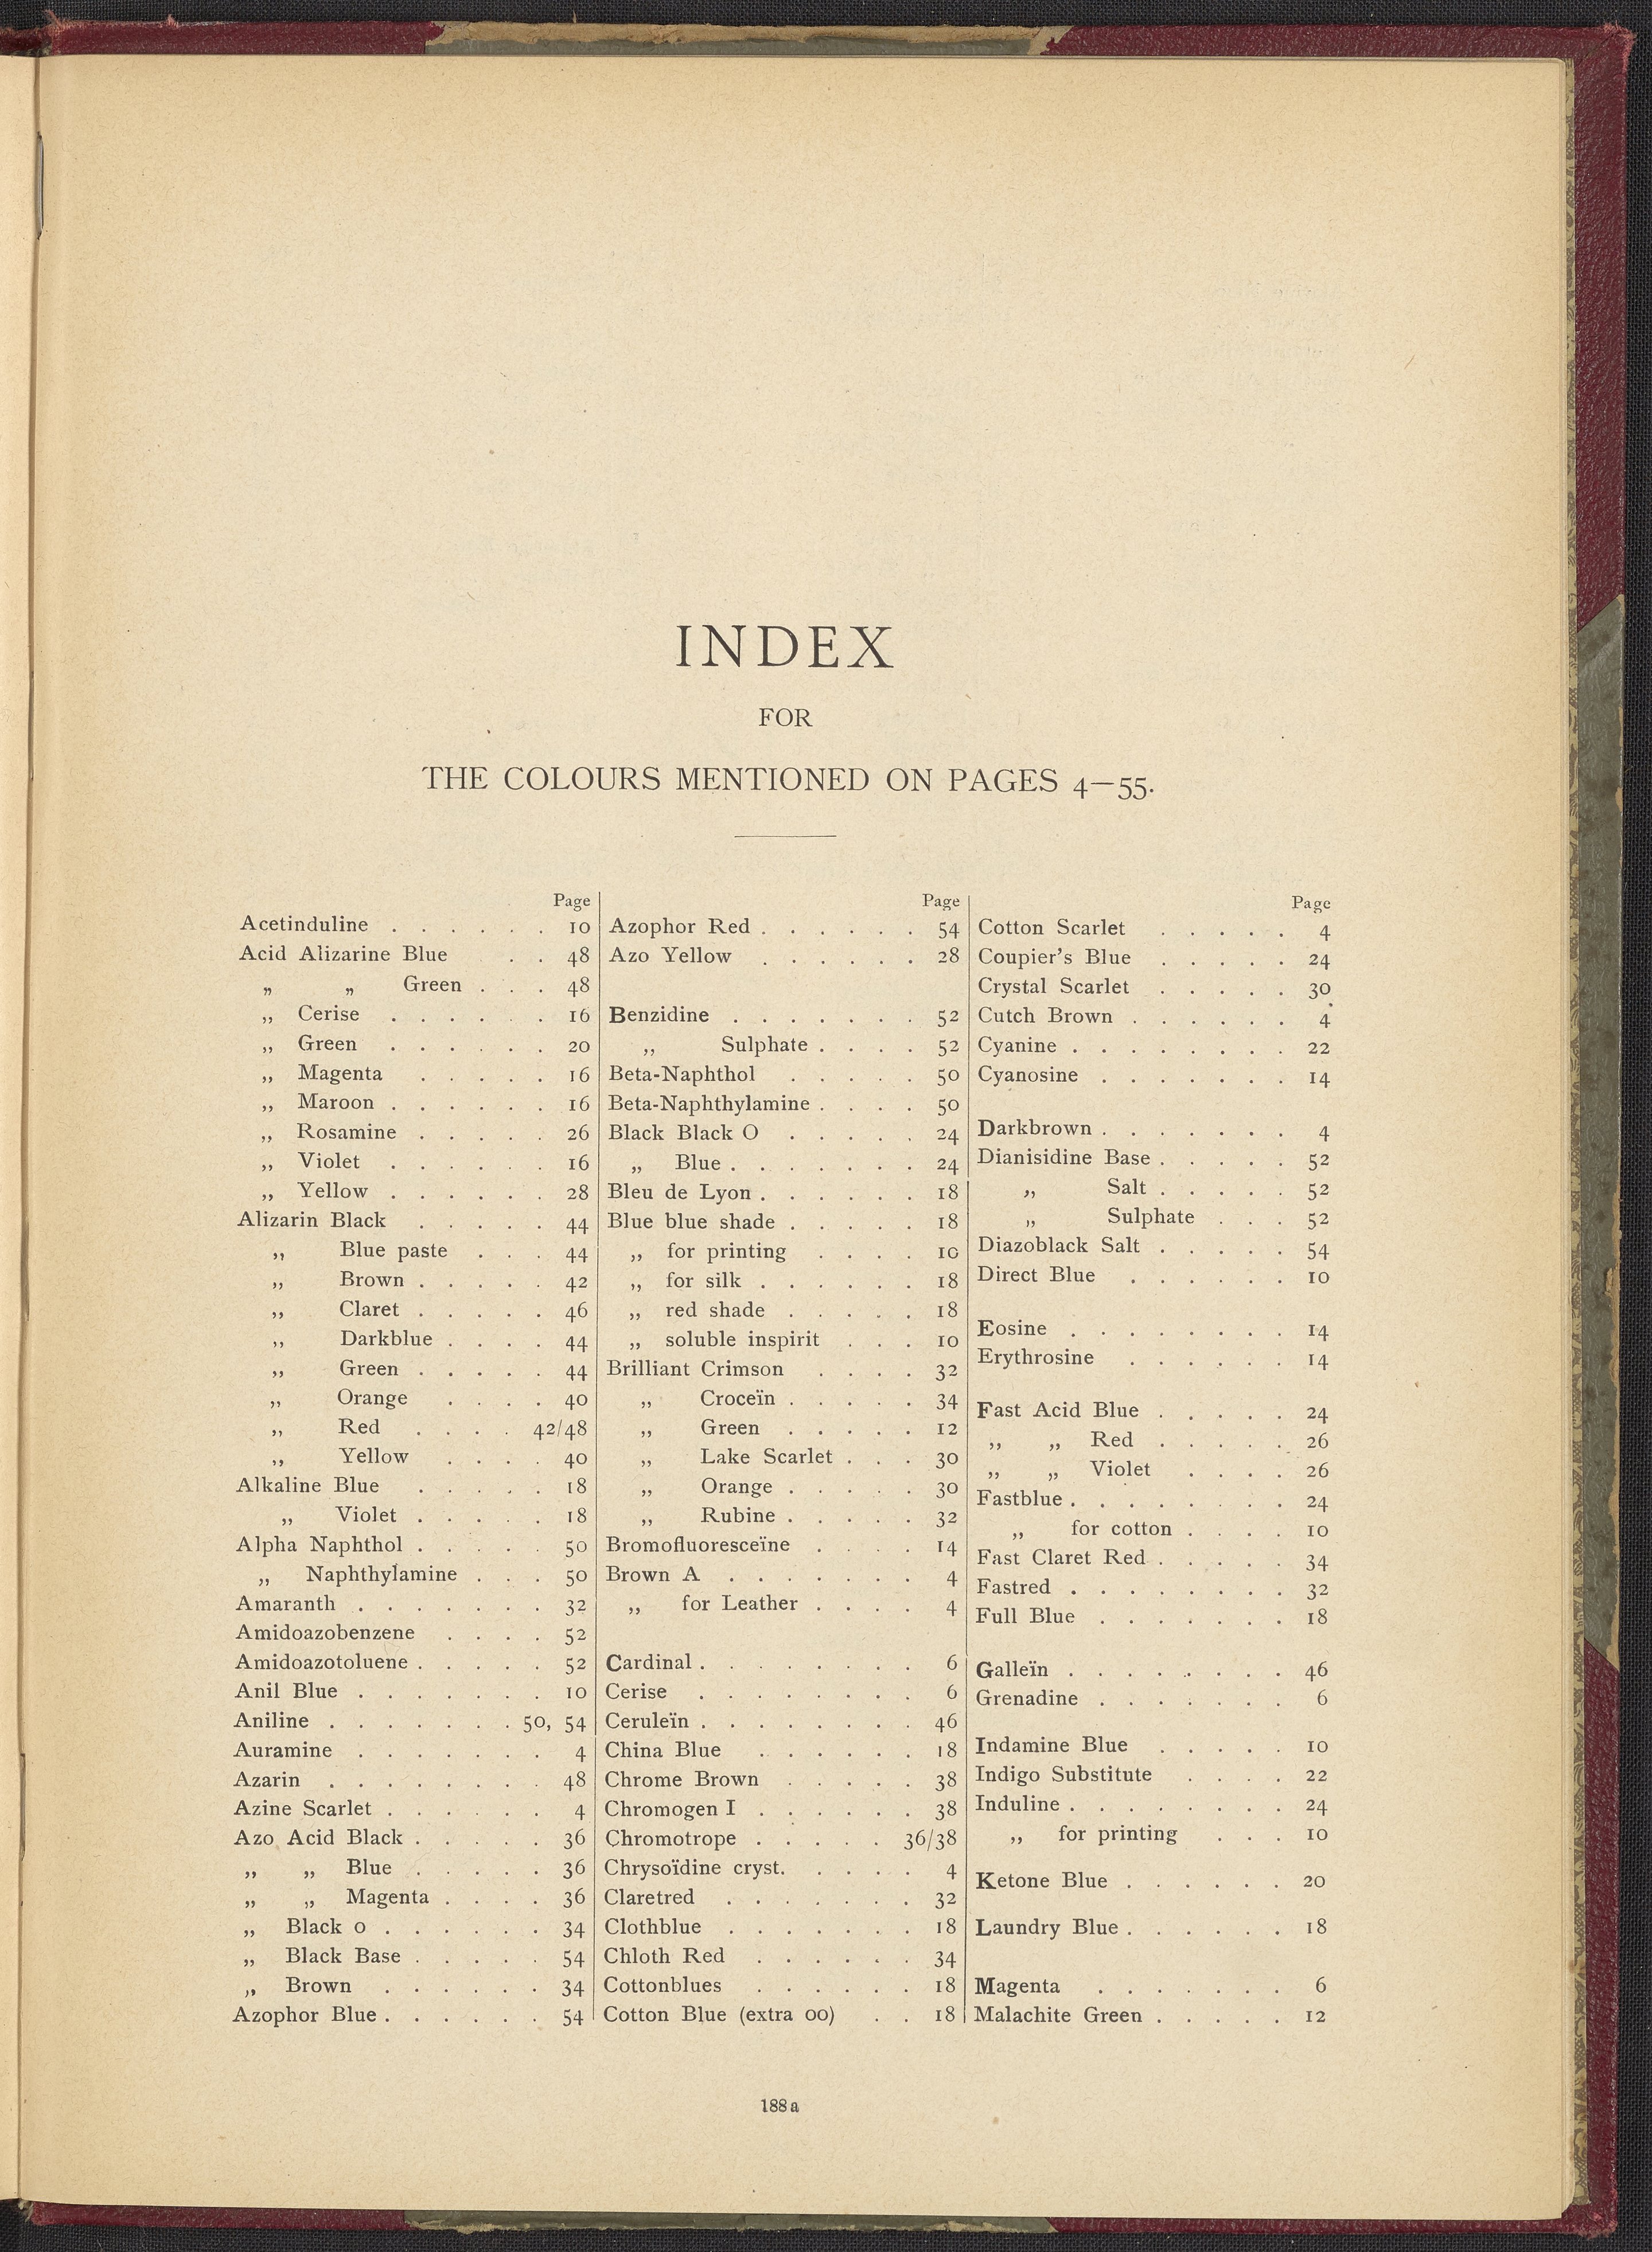 INDEX
FOR
THE COLOURS MENTIONED ON PAGES 4—55.
Page
Acetinduline . . . . . . 10
Acid Alizarine Blue . . 48
„ „ Green . . . 48
„ Cerise . . . . . . 16
„ Green . . . . . . 20
„ Magenta . . . . . 16
„ Maroon . . . . . . 16
„ Rosamine . . . . . 26
„ Violet . . . . . . 16
„ Yellow . . . . . . 28
Alizarin Black . . . . . 44
„ Blue paste . . . 44
„ Brown . . . . . 42
„ Claret . . . . . 46
„ Darkblue . . . . 44
„ Green . . . . . 44
„ Orange . . . . 40
„ Red . . . . 42/48
„ Yellow . . . . 40
Alkaline Blue . . . . . 18
„ Violet . . . . . 18
Alpha Naphthol . . . . . 50
„ Naphthylamine . . . 50
Amaranth . . . . . . . 32
Amidoazobenzene . . . . 52
Amidoazotoluene . . . . . 52
Anil Blue . . . . . . . 10
Aniline . . . . . . . 50, 54
Auramine . . . . . . . 4
Azarin . . . . . . . . 48
Azine Scarlet . . . . . . 4
Azo Acid Black . . . . . 36
„ „ Blue . . . . . 36
„ „ Magenta . . . . 36
„ Black o . . . . . . 34
„ Black Base . . . . . 54
„ Brown . . . . . . 34
Azophor Blue . . . . . . 54
Page
Azophor Red . . . . . . 54
Azo Yellow . . . . . . 28
Benzidine . . . . . . . 52
„ Sulphate . . . . 52
Beta-Naphthol . . . . . 50
Beta-Naphthylamine . . . . 50
Black Black O . . . . . 24
„ Blue . . . . . . . 24
Bleu de Lyon . . . . . . 18
Blue blue shade . . . . . 18
„ for printing . . . . 10
„ for silk . . . . . . 18
„ red shade . . . . . 18
„ soluble inspirit . . . 10
Brilliant Crimson . . . . 32
„ Croceïn . . . . . 34
„ Green . . . . . 12
„ Lake Scarlet . . . 30
„ Orange . . . . . 30
„ Rubine . . . . . 32
Bromofluoresceïne . . . . 14
Brown A . . . . . . . 4
„ for Leather . . . . 4
Cardinal . . . . . . . . 6
Cerise . . . . . . . . 6
Ceruleïn . . . . . . . . 46
China Blue . . . . . . 18
Chrome Brown . . . . . 38
Chromogen I . . . . . . 38
Chromotrope . . . . . 36/38
Chrysoïdine cryst. . . . . 4
Claretred . . . . . . . 32
Clothblue . . . . . . . 18
Chloth Red . . . . . . 34
Cottonblues . . . . . . 18
Cotton Blue (extra oo) . . 18
Page
Cotton Scarlet . . . . . 4
Coupier's Blue . . . . . 24
Crystal Scarlet . . . . . 30
Cutch Brown . . . . . . 4
Cyanine . . . . . . . . 22
Cyanosine . . . . . . . 14
Darkbrown . . . . . . . 4
Dianisidine Base . . . . . 52
„ Salt . . . . . 52
„ Sulphate . . . 52
Diazoblack Salt . . . . . 54
Direct Blue . . . . . . 10
Eosine . . . . . . . . 14
Erythrosine . . . . . . 14
Fast Acid Blue . . . . . 24
„ „ Red . . . . . 26
„ „ Violet . . . . 26
Fastblue . . . . . . . . 24
„ for cotton . . . . 10
Fast Claret Red . . . . . 34
Fastred . . . . . . . . 32
Full Blue . . . . . . . 18
Galleïn . . . . . . . . 46
Grenadine . . . . . . . 6
Indamine Blue . . . . . 10
Indigo Substitute . . . . 22
Induline . . . . . . . . 24
„ for printing . . . 10
Ketone Blue . . . . . . 20
Laundry Blue . . . . . . 18
Magenta . . . . . . . 6
Malachite Green . . . . . 12
188a